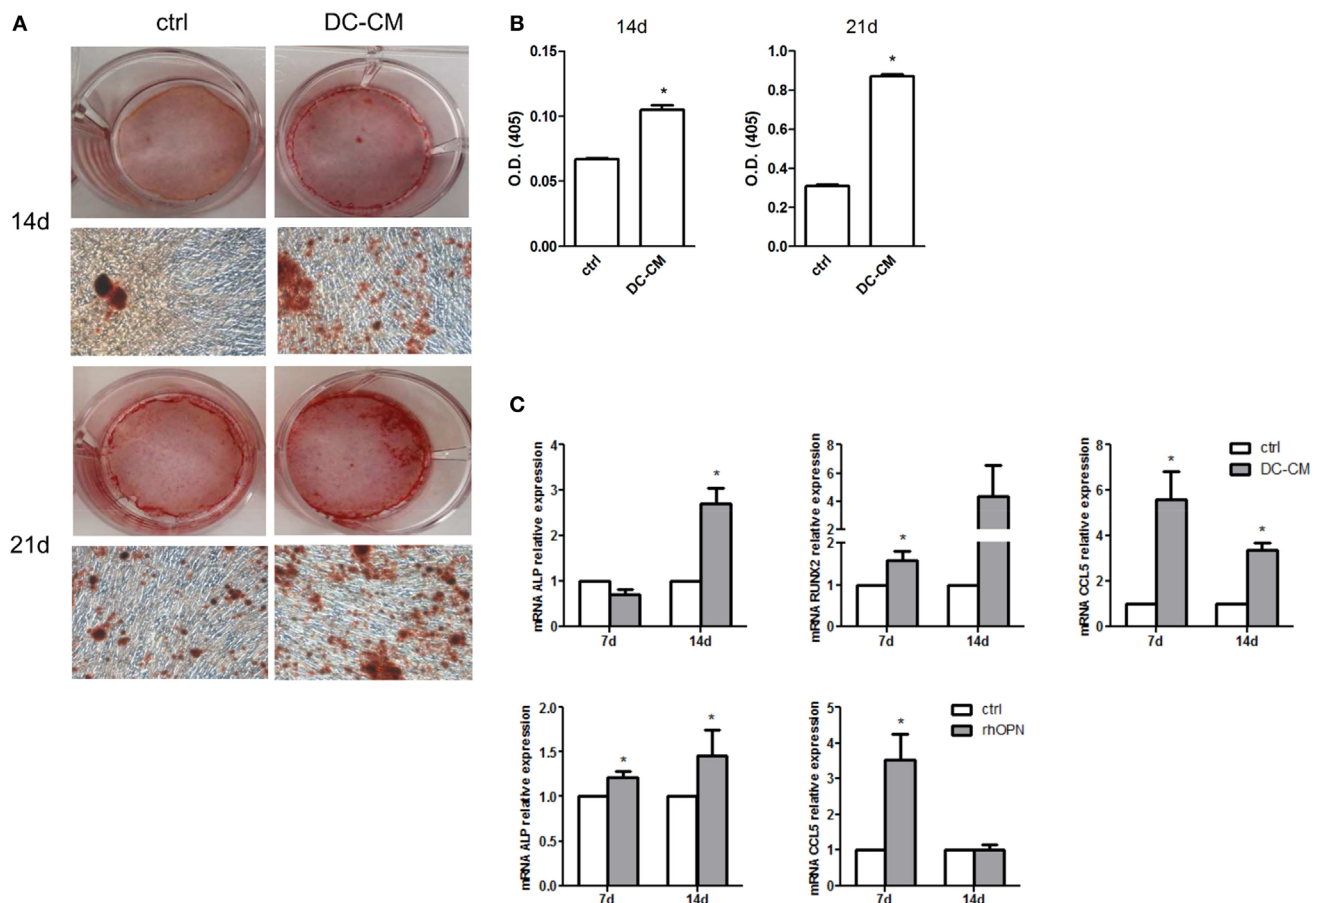 A
ctrl
DC-CM
14d
21d
B
14d
O.D. (405)
0.15
0.10
0.05
0.00
*
ctrl
DC-CM
21d
O.D. (405)
1.0
0.8
0.6
0.4
0.2
0.0
*
ctrl
DC-CM
C
mRNA ALP relative expression
4
3
2
1
0
*
7d
14d
mRNA RUNX2 relative expression
8
6
4
2
2
1
0
*
7d
14d
mRNA CCL5 relative expression
8
6
4
2
0
*
*
7d
14d
ctrl
DC-CM
mRNA ALP relative expression
2.0
1.5
1.0
0.5
0.0
*
*
7d
14d
mRNA CCL5 relative expression
5
4
3
2
1
0
*
7d
14d
ctrl
rhOPN